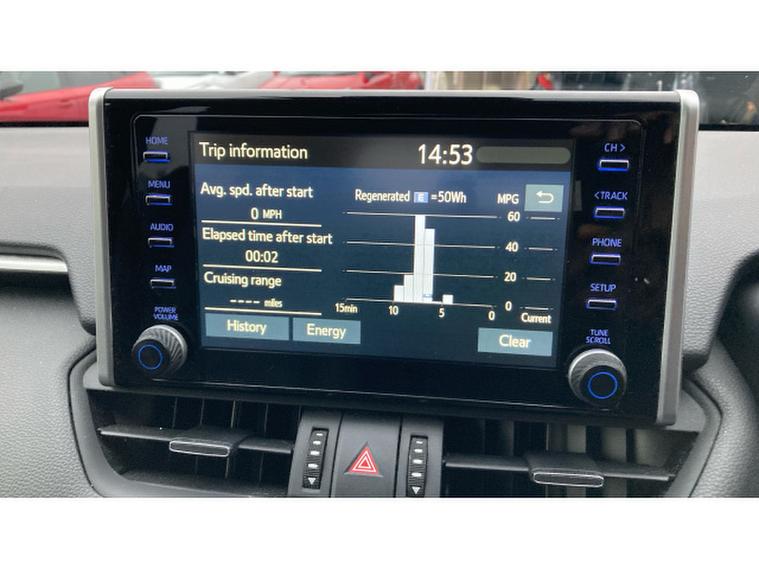 HOME
MENU
AUDIO
MAP
POWER
VOLUME
Trip information 14:53
Avg. spd. after start
0 MPH
Elapsed time after start
00:02
Cruising range
---- miles
Regenerated E =50Wh MPG
60
40
20
0
15min 10 5 0 Current
History Energy Clear
CH >
< TRACK
PHONE
SETUP
TUNE
SCROLL